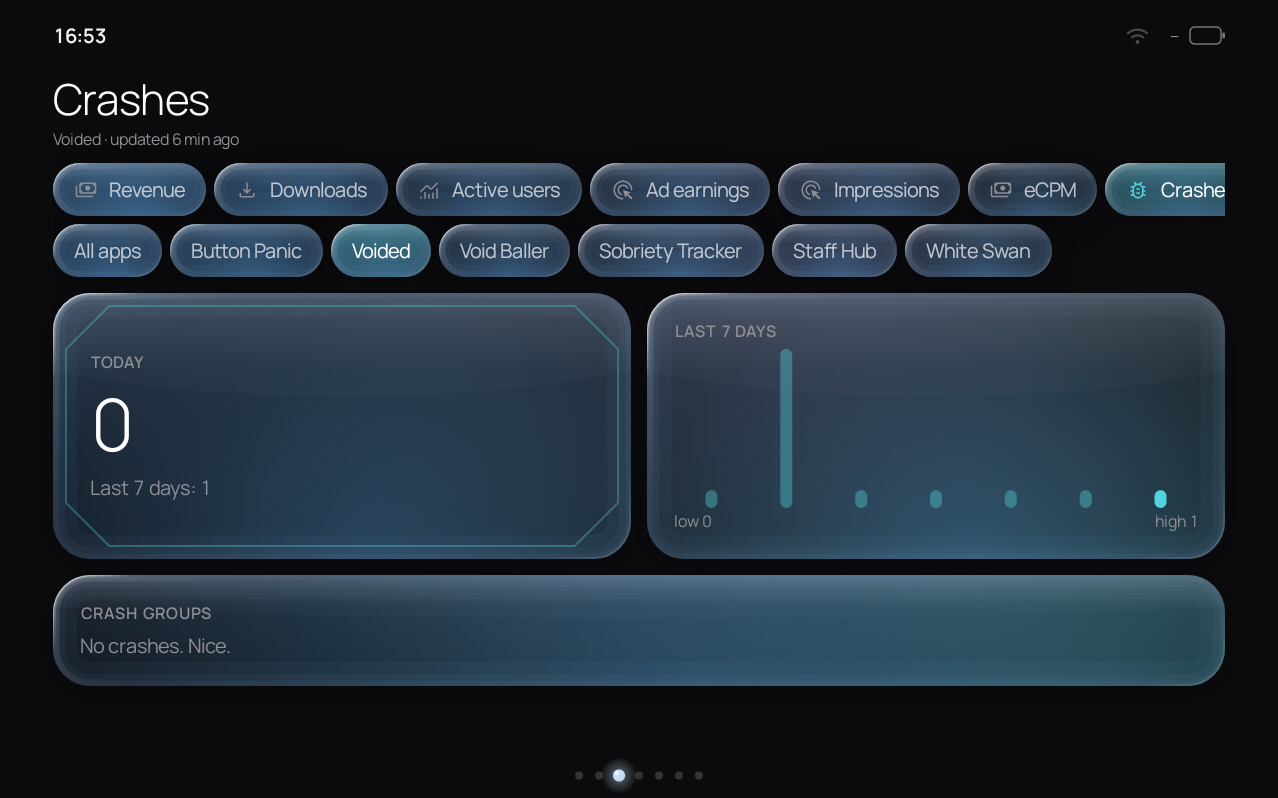 16:53
–
Crashes
Voided · updated 6 min ago
Revenue Downloads Active users Ad earnings Impressions eCPM Crashe
All apps Button Panic Voided Void Baller Sobriety Tracker Staff Hub White Swan
TODAY
0
Last 7 days: 1
LAST 7 DAYS
low 0 high 1
CRASH GROUPS
No crashes. Nice.